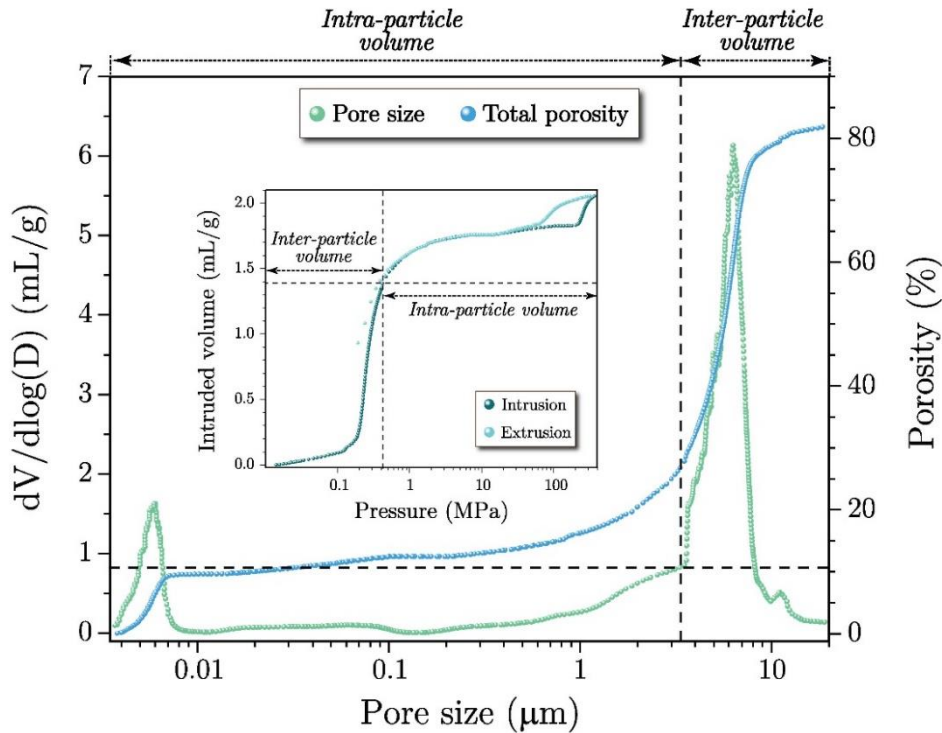 Intra-particle
volume
Inter-particle
volume
Pore size
Total porosity
dV/dlog(D) (mL/g)
7
6
5
4
3
2
1
0
Porosity (%)
80
60
40
20
0
0.01
0.1
1
10
Pore size (μm)
Intruded volume (mL/g)
2.0
1.5
1.0
0.5
0.0
Inter-particle
volume
Intra-particle volume
Intrusion
Extrusion
0.1
1
10
100
Pressure (MPa)